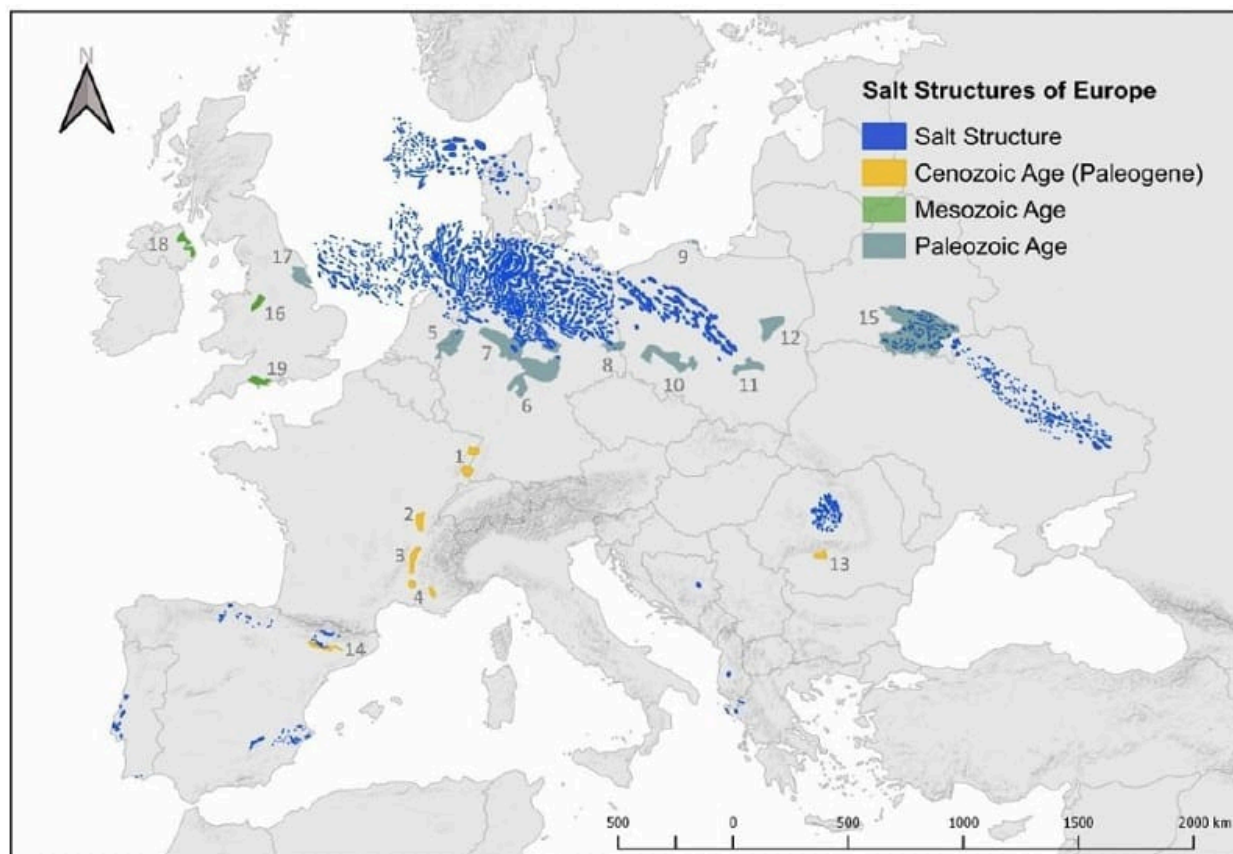 N
Salt Structures of Europe
Salt Structure
Cenozoic Age (Paleogene)
Mesozoic Age
Paleozoic Age
18
17
9
16
15
5
12
7
19
8
10
11
6
1
2
3
13
4
14
500 0 500 1000 1500 2000 km